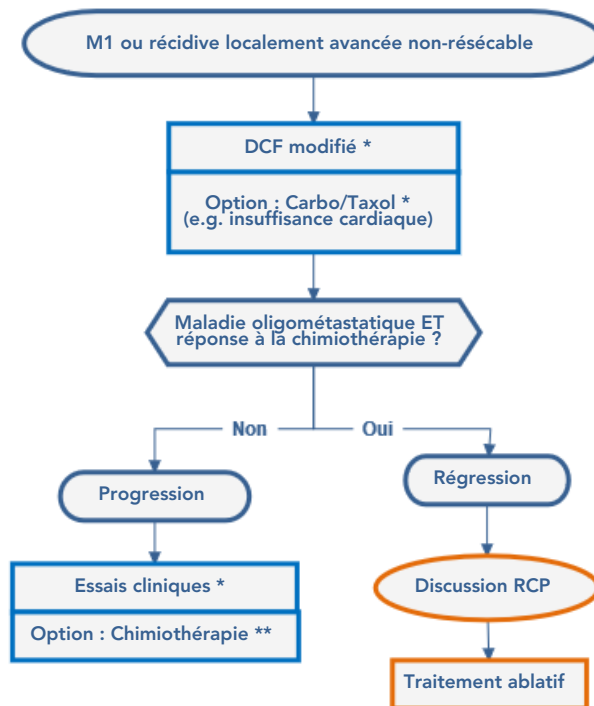 M1 ou récidive localement avancée non-résécable
DCF modifié *
Option : Carbo/Taxol *
(e.g. insuffisance cardiaque)
Maladie oligométastatique ET
réponse à la chimiothérapie ?
Non
Oui
Progression
Régression
Essais cliniques *
Option : Chimiothérapie **
Discussion RCP
Traitement ablatif